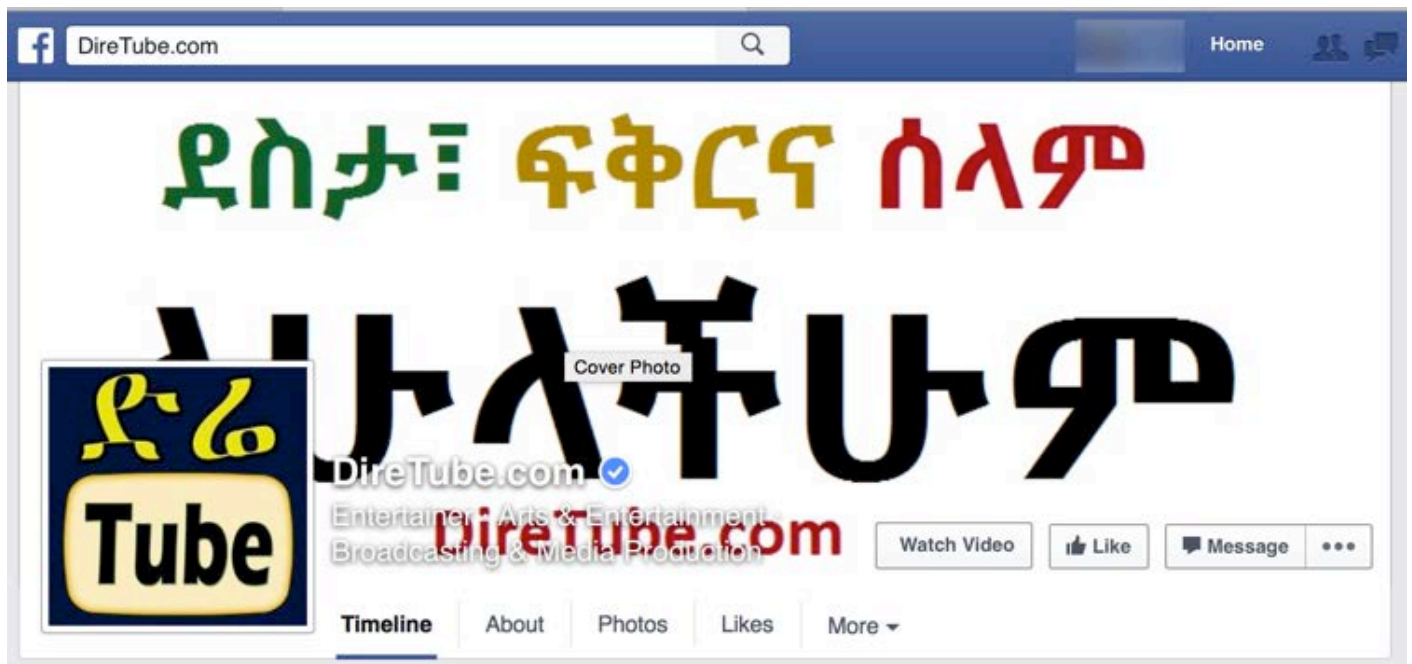 DireTube.com
Home
ደስታ፣ ፍቅርና ሰላም
ለሁለችሁም
Cover Photo
ድሬ
Tube
DireTube.com
Entertainer · Arts & Entertainment ·
Broadcasting & Media Production
DireTube.com
Watch Video Like Message
Timeline About Photos Likes More